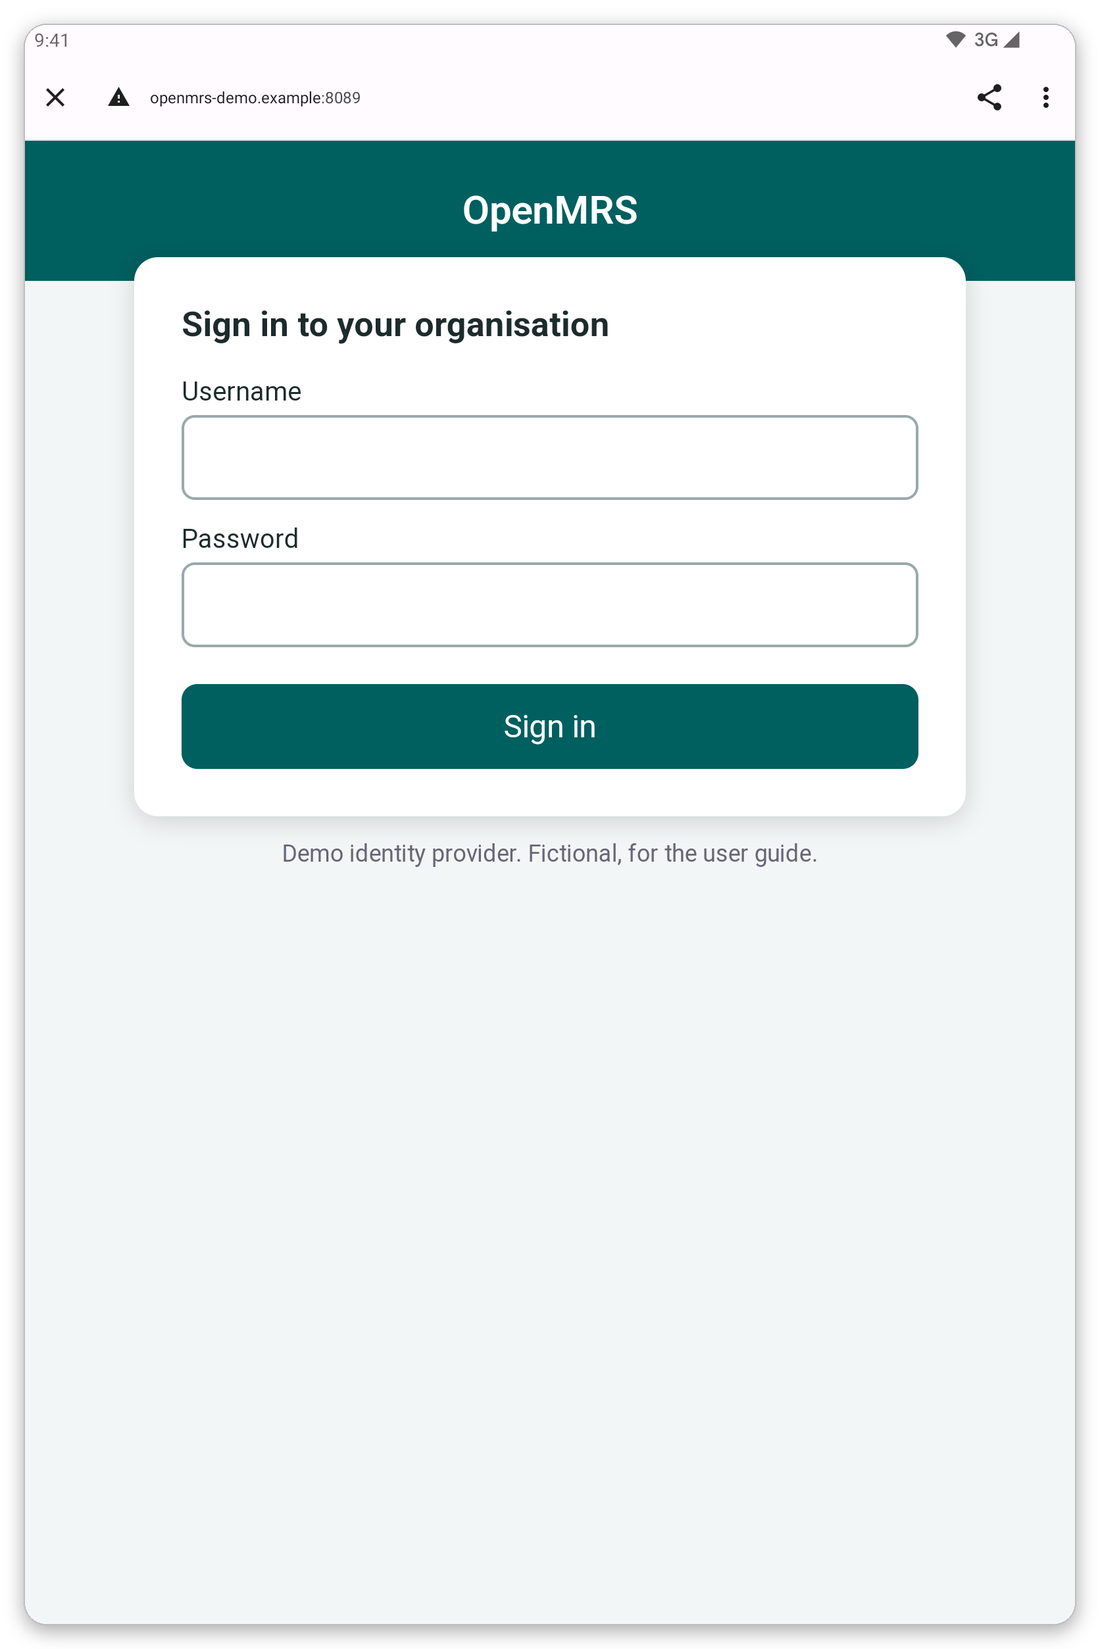 9:41
3G
openmrs-demo.example:8089
OpenMRS
Sign in to your organisation
Username
Password
Sign in
Demo identity provider. Fictional, for the user guide.